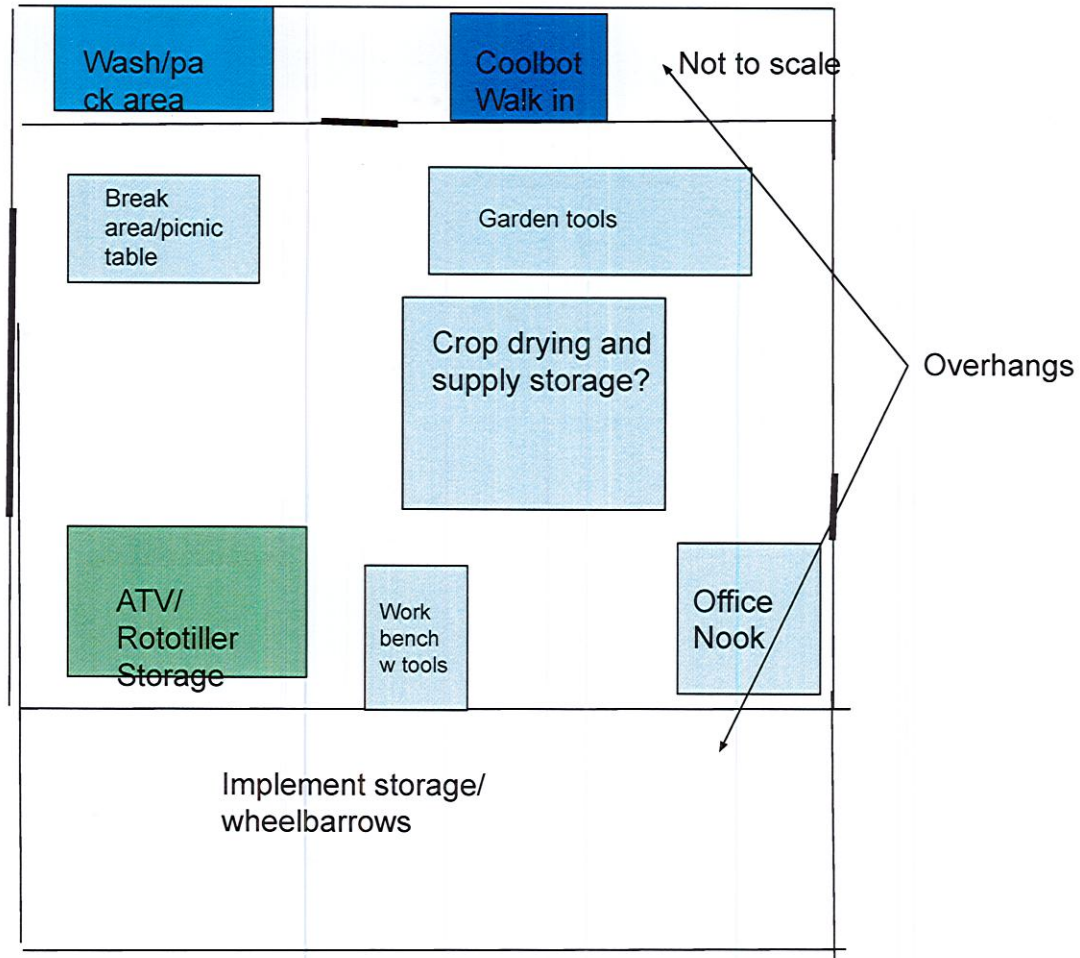 Wash/pa
ck area
Coolbot
Walk in
Not to scale
Break
area/picnic
table
Garden tools
Crop drying and
supply storage?
Overhangs
ATV/
Rototiller
Storage
Work
bench
w tools
Office
Nook
Implement storage/
wheelbarrows